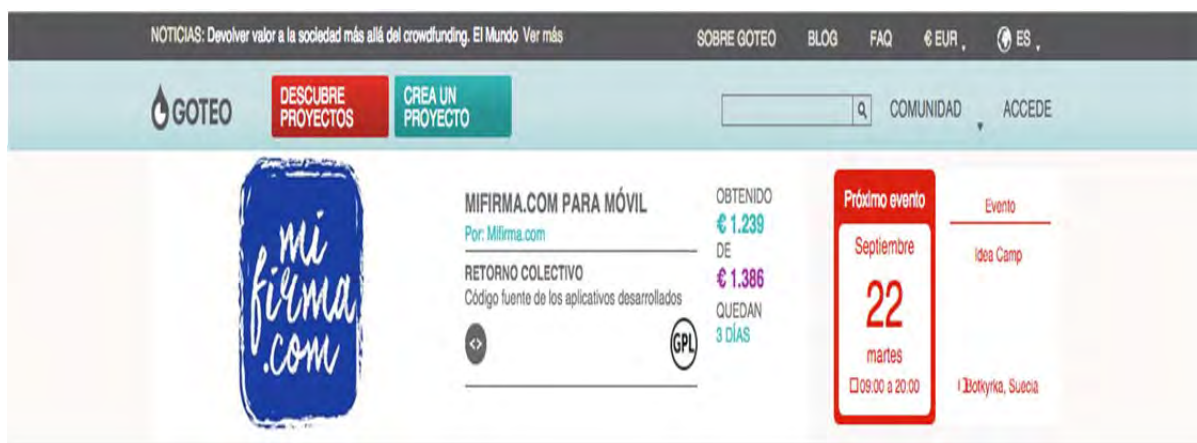 NOTICIAS: Devolver valor a la sociedad más allá del crowdfunding. El Mundo Ver más
SOBRE GOTEO
BLOG
FAQ
€ EUR
ES
GOTEO
DESCUBRE
PROYECTOS
CREA UN
PROYECTO
COMUNIDAD
ACCEDE
mi
firma
.com
MIFIRMA.COM PARA MÓVIL
Por: Mifirma.com
RETORNO COLECTIVO
Código fuente de los aplicativos desarrollados
<>
GPL
OBTENIDO
€ 1.239
DE
€ 1.386
QUEDAN
3 DÍAS
Próximo evento
Septiembre
22
martes
09:00 a 20:00
Evento
Idea Camp
Botkyrka, Suecia